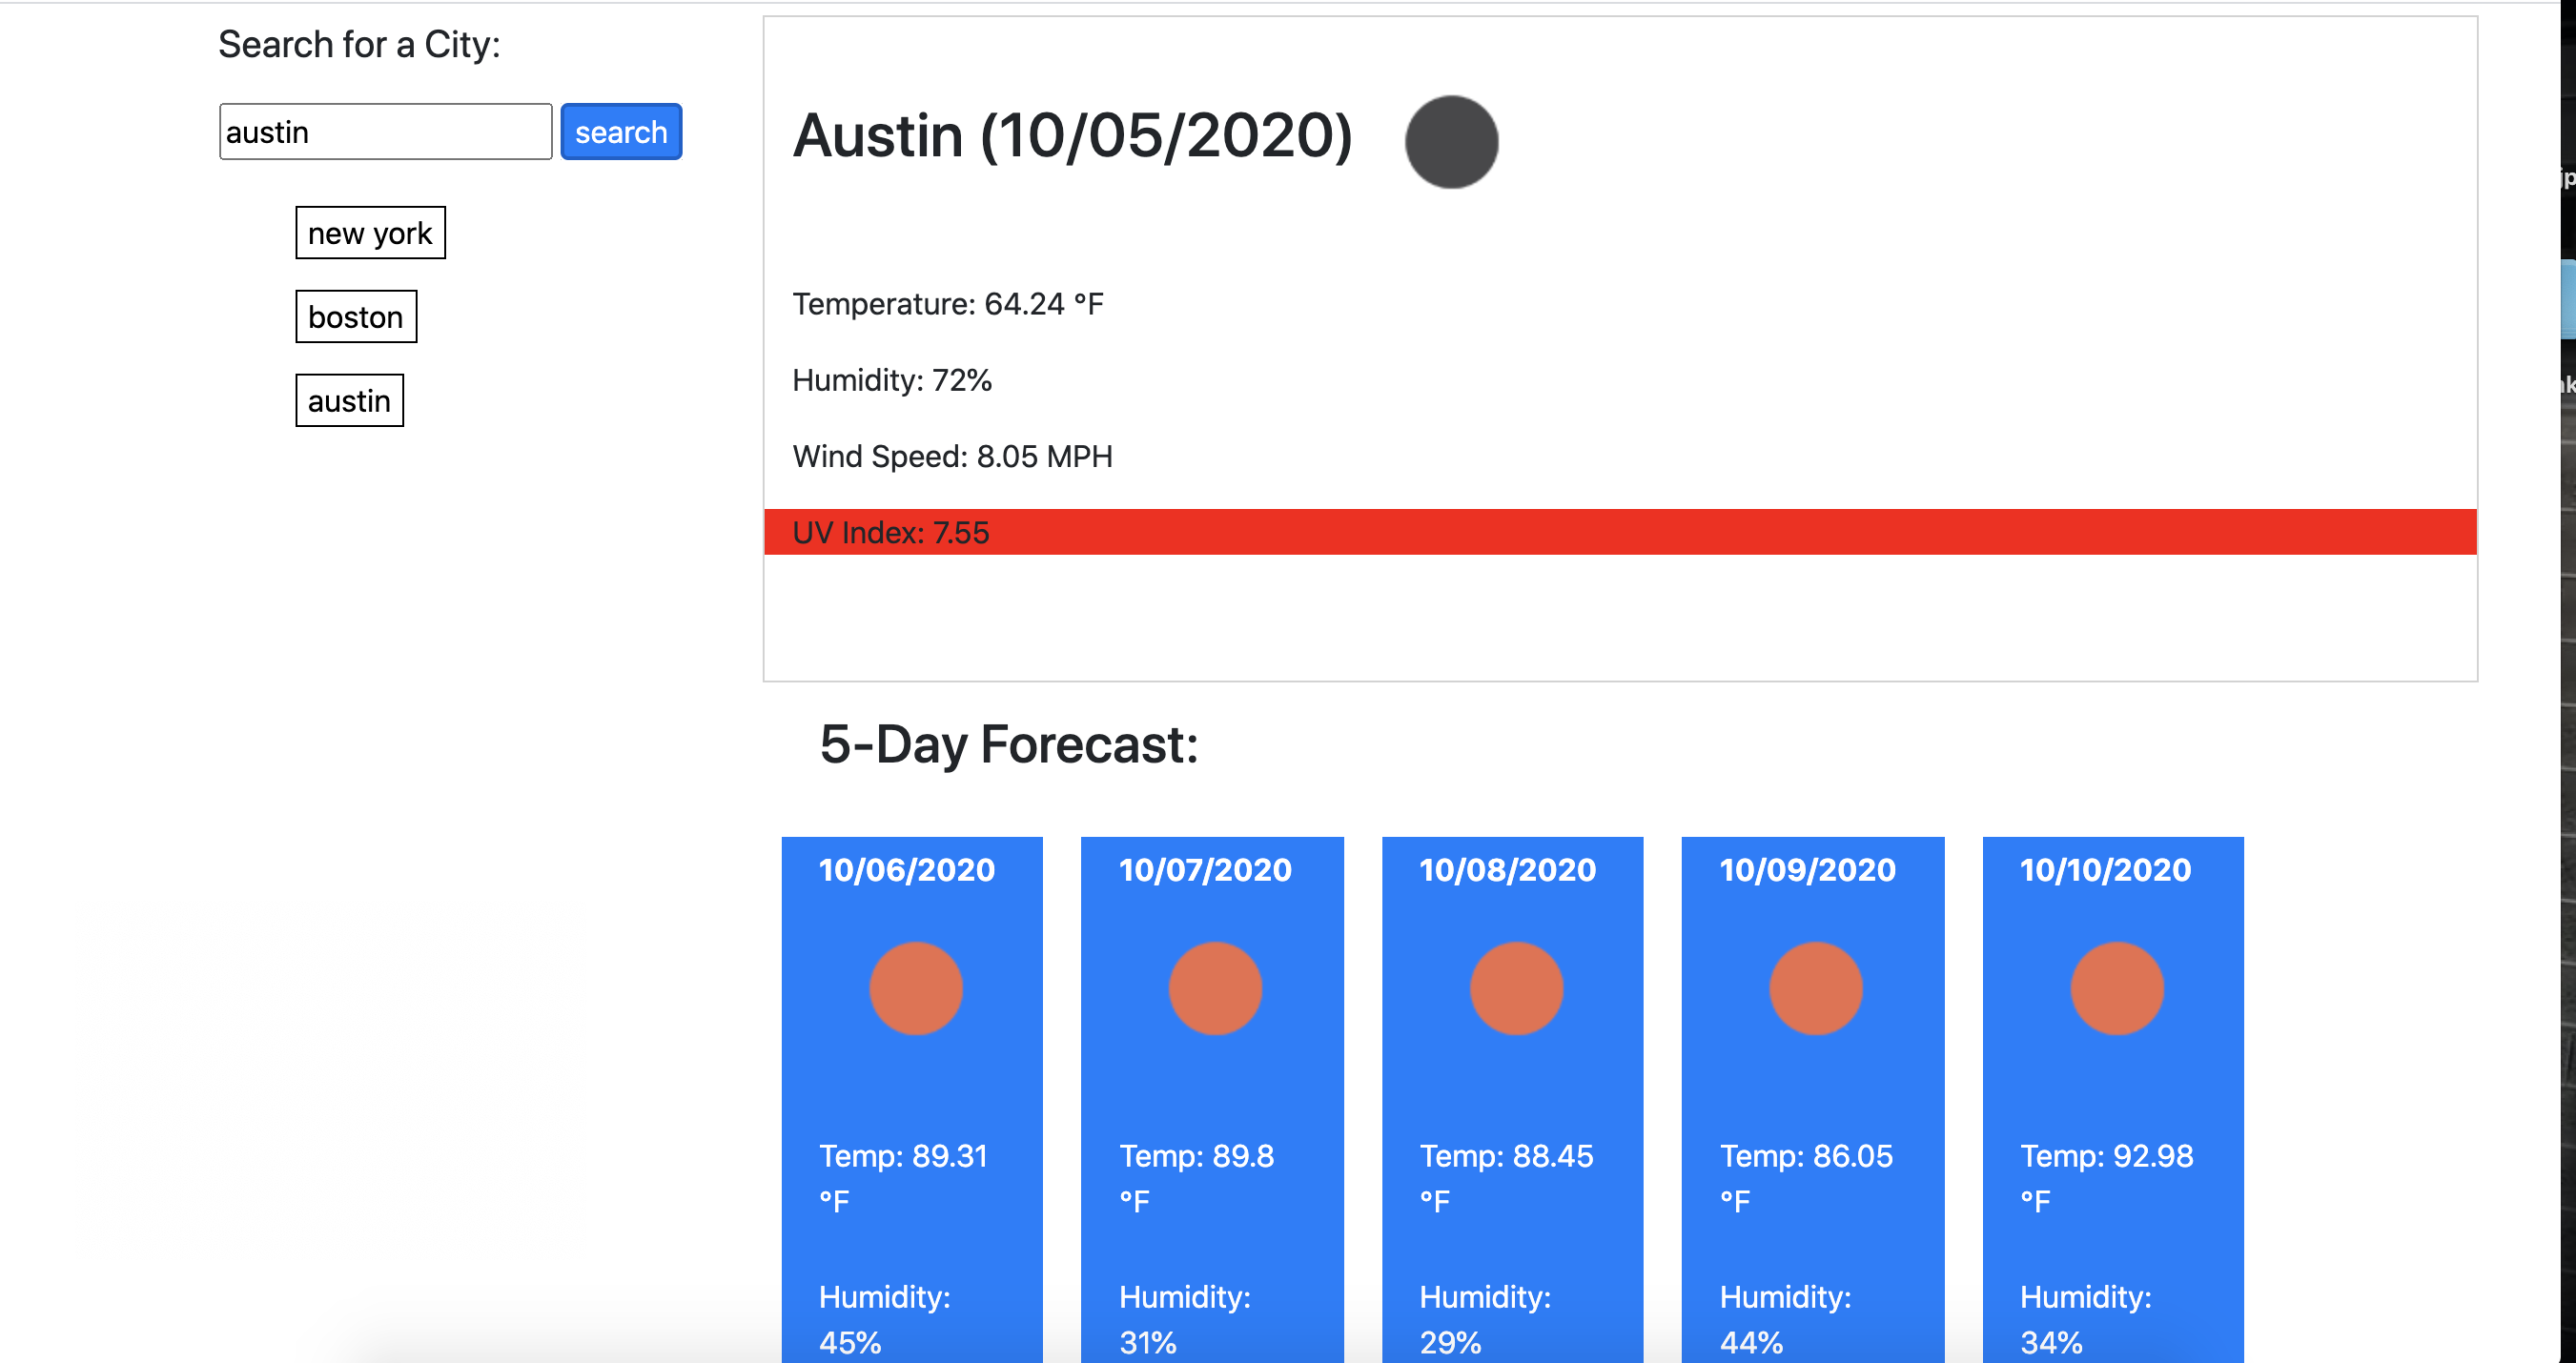 Search for a City:
austin
search
new york
boston
austin
Austin (10/05/2020)
Temperature: 64.24 °F
Humidity: 72%
Wind Speed: 8.05 MPH
UV Index: 7.55
5-Day Forecast:
10/06/2020
Temp: 89.31
°F
Humidity:
45%
10/07/2020
Temp: 89.8
°F
Humidity:
31%
10/08/2020
Temp: 88.45
°F
Humidity:
29%
10/09/2020
Temp: 86.05
°F
Humidity:
44%
10/10/2020
Temp: 92.98
°F
Humidity:
34%